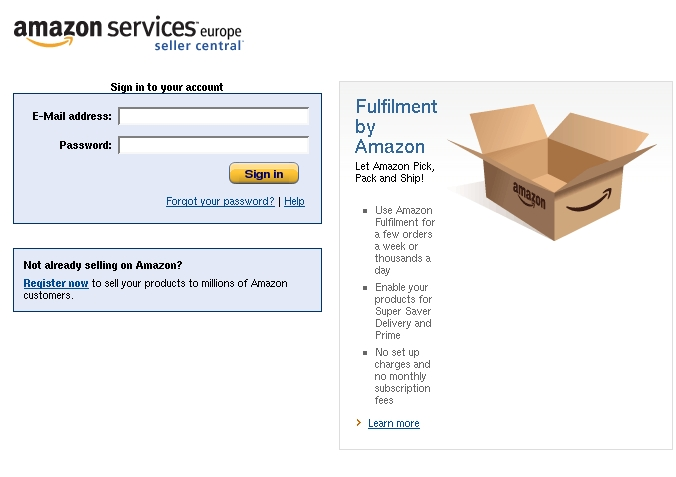 amazon services europe
seller central
Sign in to your account
E-Mail address:
Password:
Sign in
Forgot your password? | Help
Not already selling on Amazon?
Register now to sell your products to millions of Amazon
customers.
Fulfilment
by
Amazon
Let Amazon Pick,
Pack and Ship!
Use Amazon
Fulfilment for
a few orders
a week or
thousands a
day
Enable your
products for
Super Saver
Delivery and
Prime
No set up
charges and
no monthly
subscription
fees
Learn more
amazon